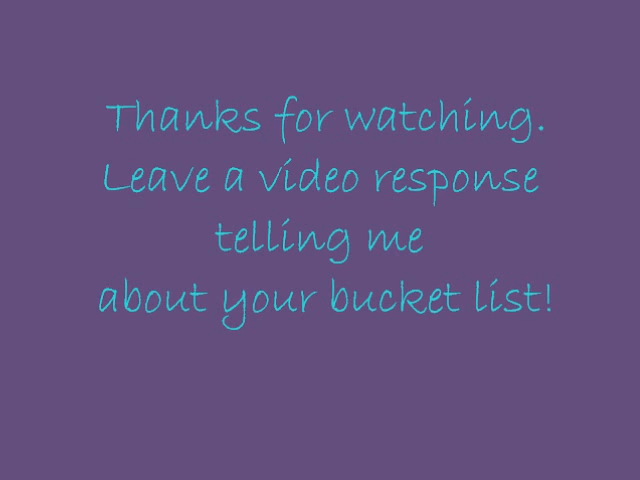 Thanks for watching.
Leave a video response
telling me
about your bucket list!